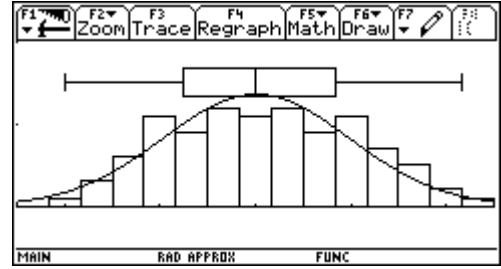 F1 F2 Zoom F3 Trace F4 Regraph F5 Math F6 Draw F7
MAIN RAD APPROX FUNC